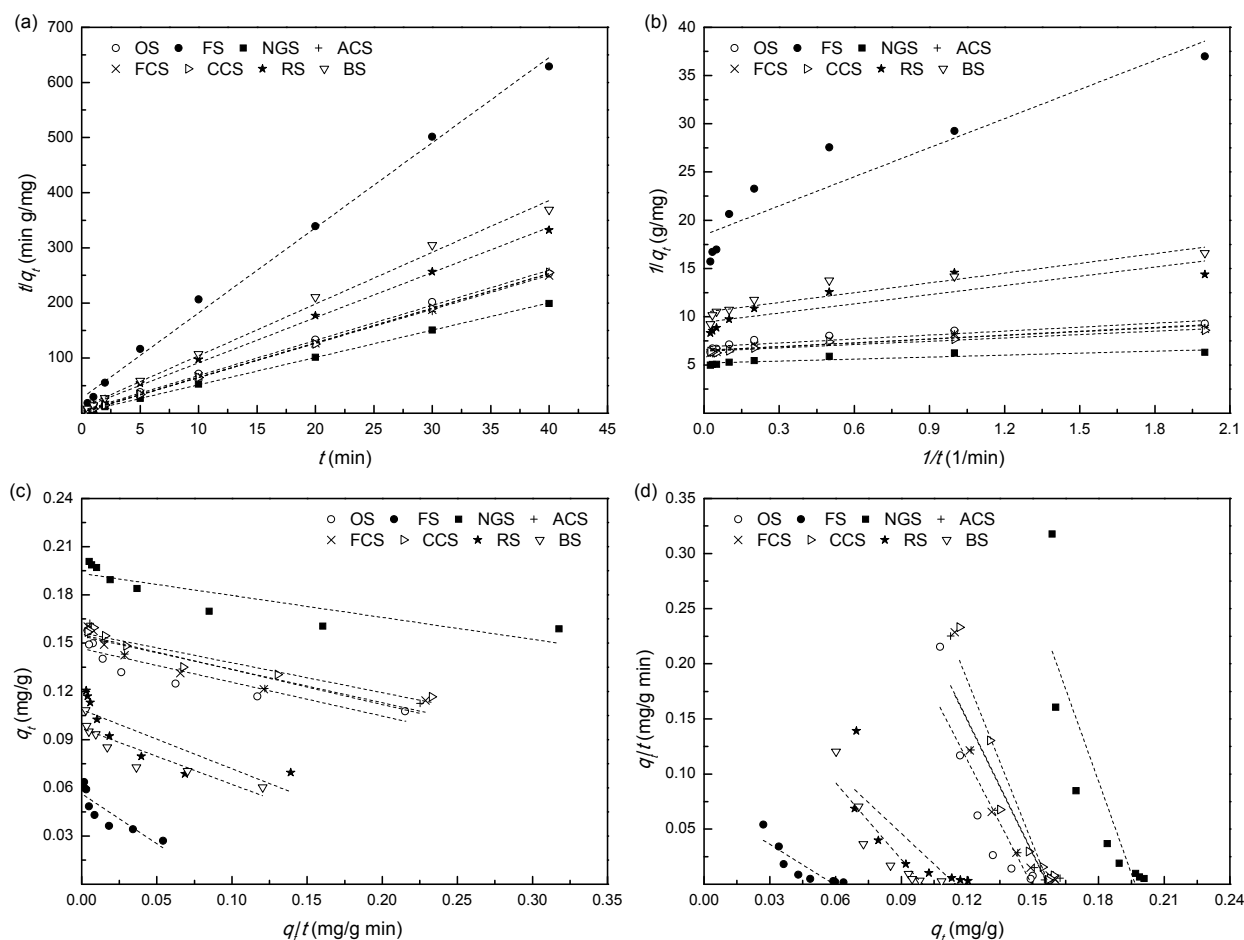 (a)
700
600
500
400
300
200
100
OS FS NGS ACS
FCS CCS RS BS
t/qt (min g/mg)
0 5 10 15 20 25 30 35 40 45
t (min)
(b)
40
35
30
25
20
15
10
5
OS FS NGS ACS
FCS CCS RS BS
1/qt (g/mg)
0.0 0.3 0.6 0.9 1.2 1.5 1.8 2.1
1/t (1/min)
(c)
0.24
0.21
0.18
0.15
0.12
0.09
0.06
0.03
0.00
OS FS NGS ACS
FCS CCS RS BS
qt (mg/g)
0.00 0.05 0.10 0.15 0.20 0.25 0.30 0.35
qt/t (mg/g min)
(d)
0.35
0.30
0.25
0.20
0.15
0.10
0.05
OS FS NGS ACS
FCS CCS RS BS
qt/t (mg/g min)
0.00 0.03 0.06 0.09 0.12 0.15 0.18 0.21 0.24
qt (mg/g)